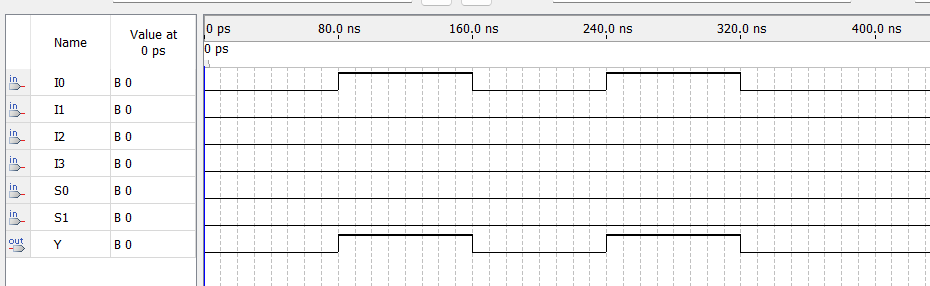 Name Value at 0 ps
0 ps 80.0 ns 160.0 ns 240.0 ns 320.0 ns 400.0 ns
0 ps
in I0 B 0
in I1 B 0
in I2 B 0
in I3 B 0
in S0 B 0
in S1 B 0
out Y B 0